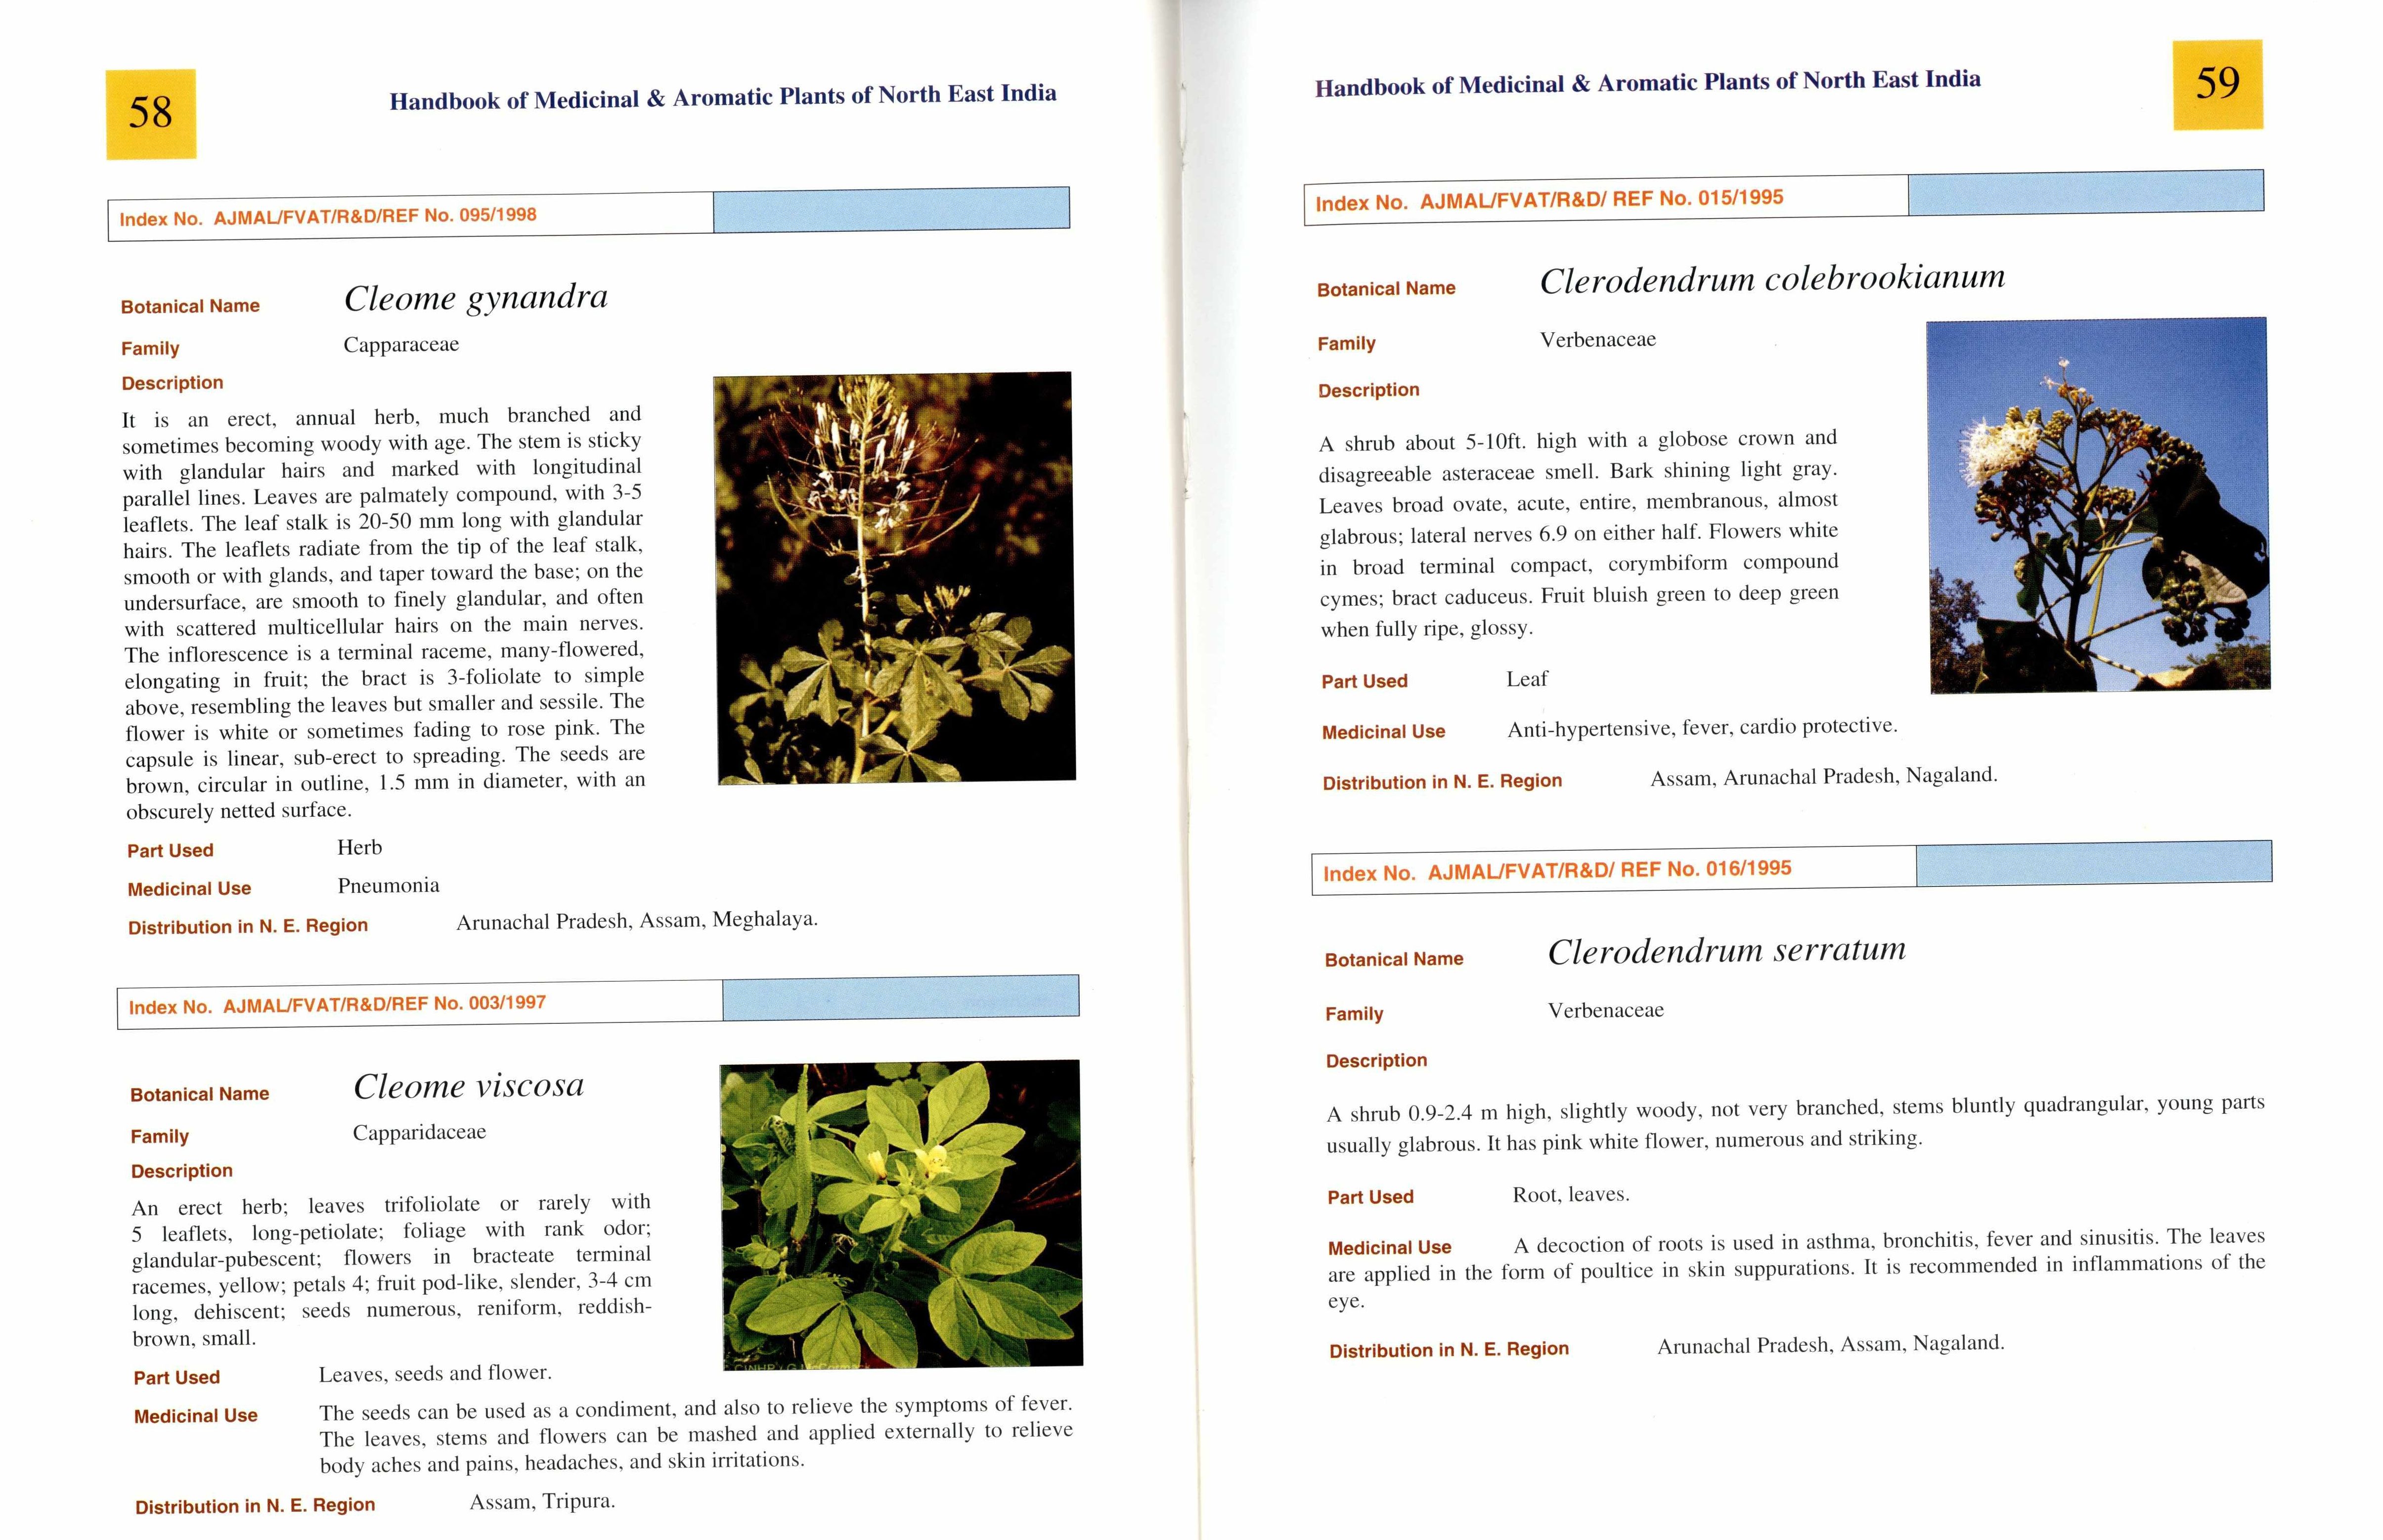 58
Handbook of Medicinal & Aromatic Plants of North East India
Index No. AJMAL/FVAT/R&D/REF No. 095/1998
Botanical Name Cleome gynandra
Family Capparaceae
Description
It is an erect, annual herb, much branched and
sometimes becoming woody with age. The stem is sticky
with glandular hairs and marked with longitudinal
parallel lines. Leaves are palmately compound, with 3-5
leaflets. The leaf stalk is 20-50 mm long with glandular
hairs. The leaflets radiate from the tip of the leaf stalk,
smooth or with glands, and taper toward the base; on the
undersurface, are smooth to finely glandular, and often
with scattered multicellular hairs on the main nerves.
The inflorescence is a terminal raceme, many-flowered,
elongating in fruit; the bract is 3-foliolate to simple
above, resembling the leaves but smaller and sessile. The
flower is white or sometimes fading to rose pink. The
capsule is linear, sub-erect to spreading. The seeds are
brown, circular in outline, 1.5 mm in diameter, with an
obscurely netted surface.
Part Used Herb
Medicinal Use Pneumonia
Distribution in N. E. Region Arunachal Pradesh, Assam, Meghalaya.
Index No. AJMAL/FVAT/R&D/REF No. 003/1997
Botanical Name Cleome viscosa
Family Capparidaceae
Description
An erect herb; leaves trifoliolate or rarely with
5 leaflets, long-petiolate; foliage with rank odor;
glandular-pubescent; flowers in bracteate terminal
racemes, yellow; petals 4; fruit pod-like, slender, 3-4 cm
long, dehiscent; seeds numerous, reniform, reddish-
brown, small.
Part Used Leaves, seeds and flower.
Medicinal Use The seeds can be used as a condiment, and also to relieve the symptoms of fever.
The leaves, stems and flowers can be mashed and applied externally to relieve
body aches and pains, headaches, and skin irritations.
Distribution in N. E. Region Assam, Tripura.
Handbook of Medicinal & Aromatic Plants of North East India
59
Index No. AJMAL/FVAT/R&D/ REF No. 015/1995
Botanical Name Clerodendrum colebrookianum
Family Verbenaceae
Description
A shrub about 5-10ft. high with a globose crown and
disagreeable asteraceae smell. Bark shining light gray.
Leaves broad ovate, acute, entire, membranous, almost
glabrous; lateral nerves 6.9 on either half. Flowers white
in broad terminal compact, corymbiform compound
cymes; bract caduceus. Fruit bluish green to deep green
when fully ripe, glossy.
Part Used Leaf
Medicinal Use Anti-hypertensive, fever, cardio protective.
Distribution in N. E. Region Assam, Arunachal Pradesh, Nagaland.
Index No. AJMAL/FVAT/R&D/ REF No. 016/1995
Botanical Name Clerodendrum serratum
Family Verbenaceae
Description
A shrub 0.9-2.4 m high, slightly woody, not very branched, stems bluntly quadrangular, young parts
usually glabrous. It has pink white flower, numerous and striking.
Part Used Root, leaves.
Medicinal Use A decoction of roots is used in asthma, bronchitis, fever and sinusitis. The leaves
are applied in the form of poultice in skin suppurations. It is recommended in inflammations of the
eye.
Distribution in N. E. Region Arunachal Pradesh, Assam, Nagaland.